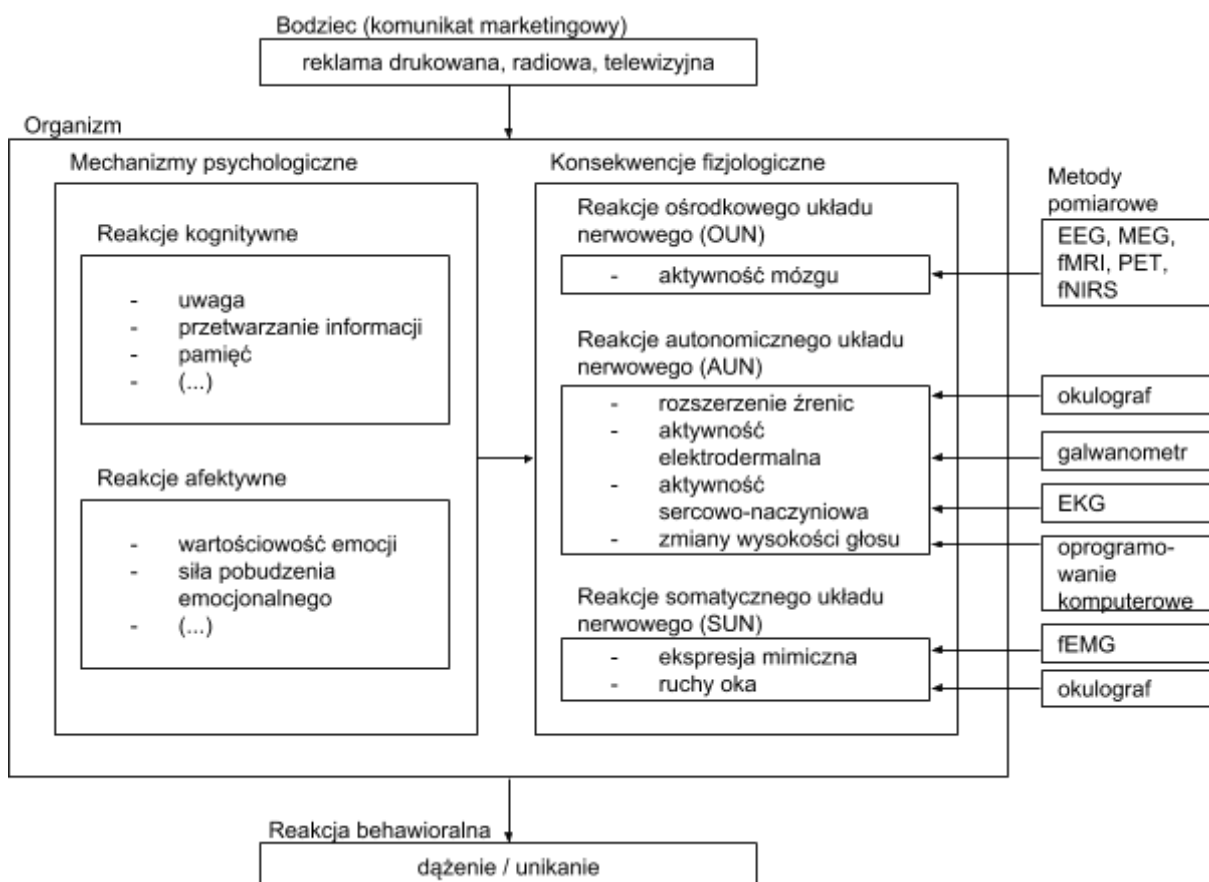 Bodziec (komunikat marketingowy)
reklama drukowana, radiowa, telewizyjna
Organizm
Mechanizmy psychologiczne
Reakcje kognitywne
- uwaga
- przetwarzanie informacji
- pamięć
- (...)
Reakcje afektywne
- wartościowość emocji
- siła pobudzenia
emocjonalnego
- (...)
Konsekwencje fizjologiczne
Reakcje ośrodkowego układu
nerwowego (OUN)
- aktywność mózgu
Reakcje autonomicznego układu
nerwowego (AUN)
- rozszerzenie źrenic
- aktywność
elektrodermalna
- aktywność
sercowo-naczyniowa
- zmiany wysokości głosu
Reakcje somatycznego układu
nerwowego (SUN)
- ekspresja mimiczna
- ruchy oka
Metody
pomiarowe
EEG, MEG,
fMRI, PET,
fNIRS
okulograf
galwanometr
EKG
oprogramo-
wanie
komputerowe
fEMG
okulograf
Reakcja behawioralna
dążenie / unikanie